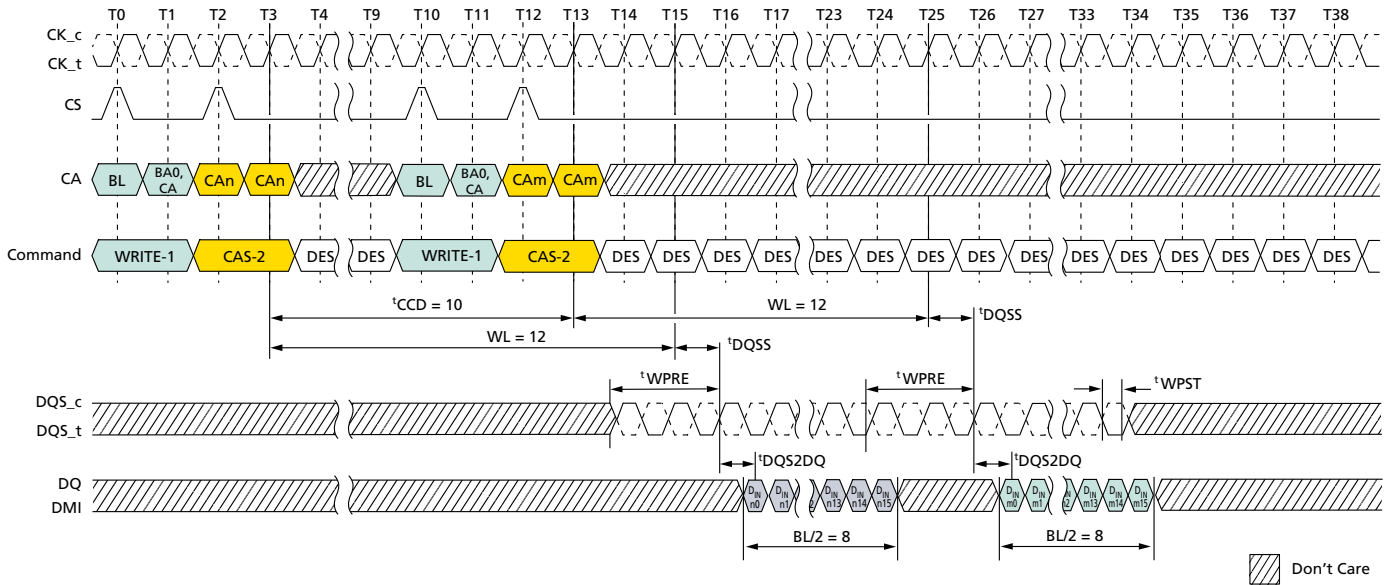 T0 T1 T2 T3 T4 T9 T10 T11 T12 T13 T14 T15 T16 T17 T23 T24 T25 T26 T27 T33 T34 T35 T36 T37 T38
CK_c
CK_t
CS
CA BL BA0, CA CAn CAn BL BA0, CA CAm CAm
Command WRITE-1 CAS-2 DES DES WRITE-1 CAS-2 DES DES DES DES DES DES DES DES DES DES DES DES DES DES DES
tCCD = 10 WL = 12 tDQSS
WL = 12 tDQSS
tWPRE tWPRE tWPST
DQS_c
DQS_t
tDQS2DQ tDQS2DQ
DQ DIN n0 DIN n1 DIN n13 DIN n14 DIN n15 DIN m0 DIN m1 DIN m13 DIN m14 DIN m15
DMI
BL/2 = 8 BL/2 = 8
Don't Care